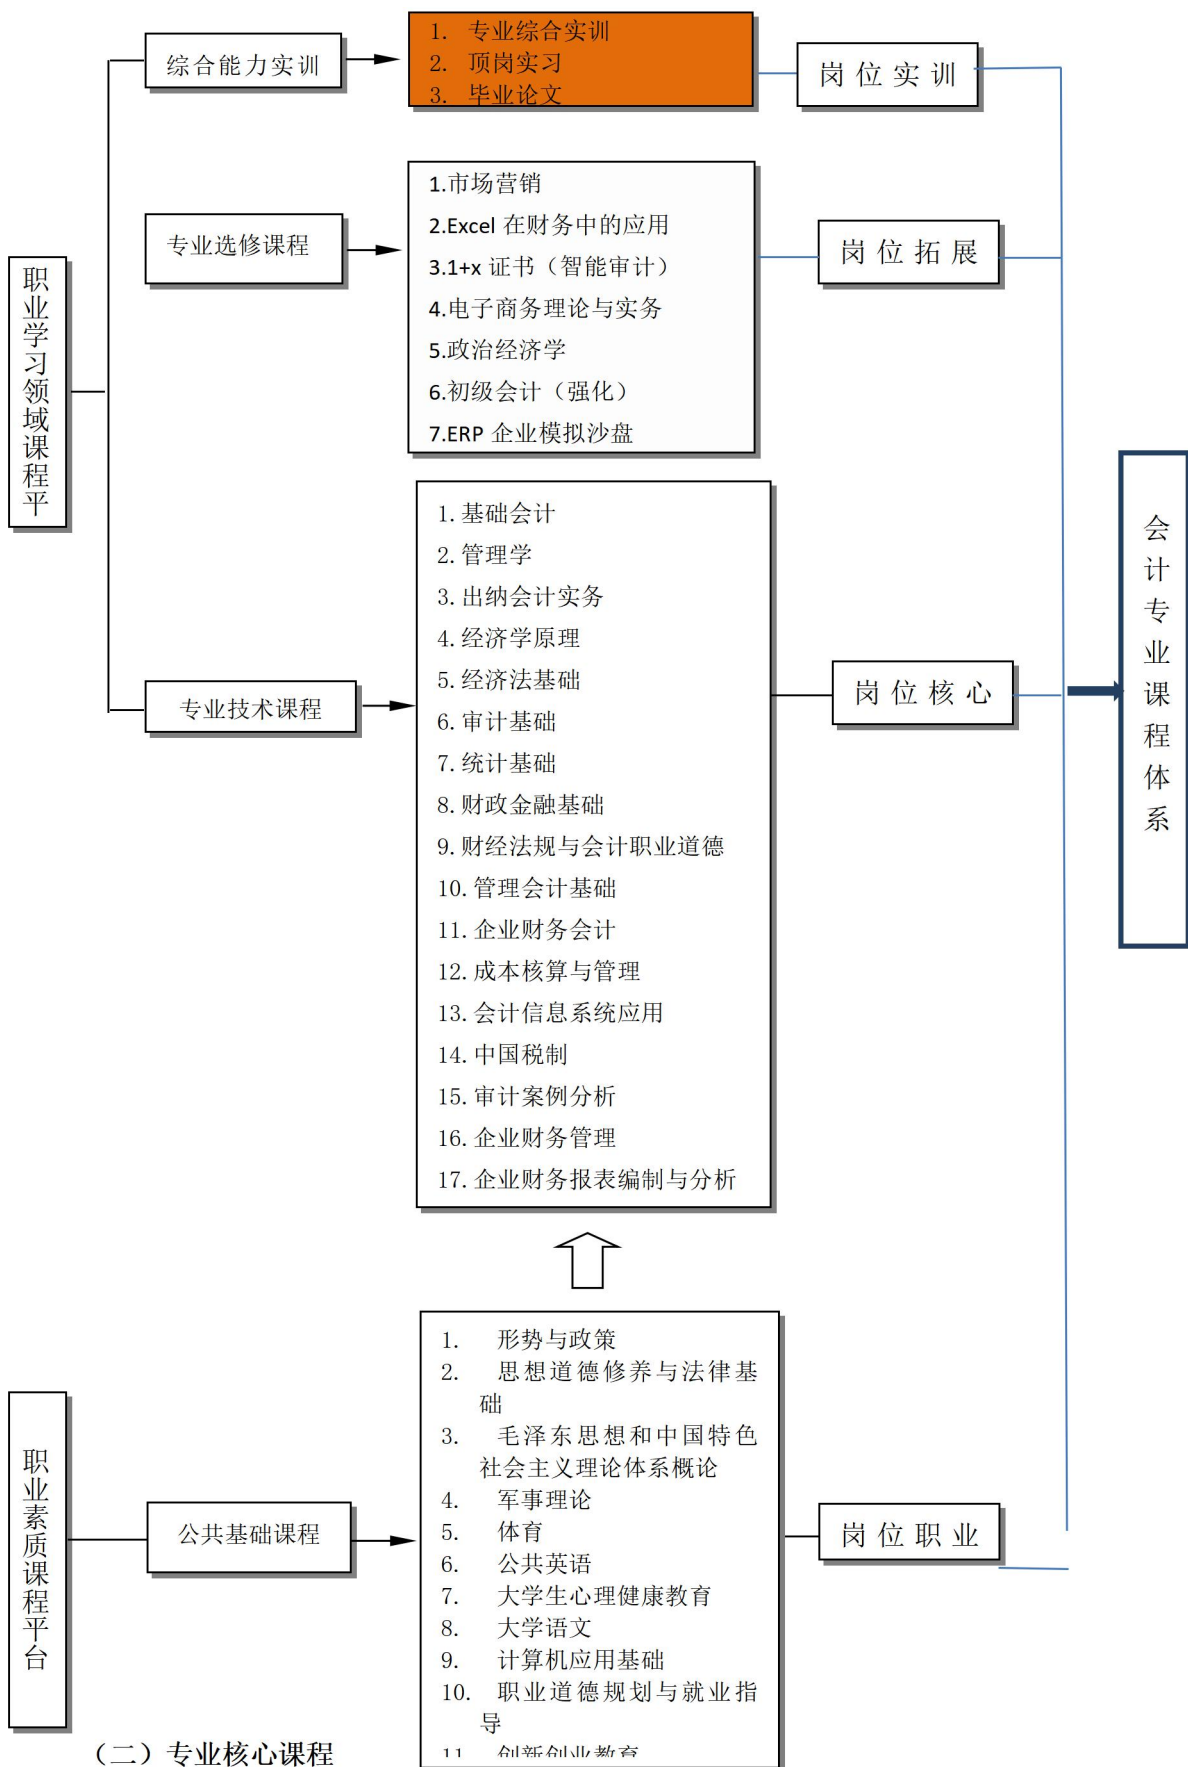 综合能力实训
1. 专业综合实训
2. 顶岗实习
3. 毕业论文
岗位实训
专业选修课程
1.市场营销
2.Excel 在财务中的应用
3.1+x 证书（智能审计）
4.电子商务理论与实务
5.政治经济学
6.初级会计（强化）
7.ERP 企业模拟沙盘
岗位拓展
职业学习领域课程平
专业技术课程
1.基础会计
2.管理学
3.出纳会计实务
4.经济学原理
5.经济法基础
6.审计基础
7.统计基础
8.财政金融基础
9.财经法规与会计职业道德
10.管理会计基础
11.企业财务会计
12.成本核算与管理
13.会计信息系统应用
14.中国税制
15.审计案例分析
16.企业财务管理
17.企业财务报表编制与分析
岗位核心
会计专业课程体系
职业素质课程平台
公共基础课程
1. 形势与政策
2. 思想道德修养与法律基
础
3. 毛泽东思想和中国特色
社会主义理论体系概论
4. 军事理论
5. 体育
6. 公共英语
7. 大学生心理健康教育
8. 大学语文
9. 计算机应用基础
10. 职业道德规划与就业指
导
11. 创新创业教育
岗位职业
（二）专业核心课程